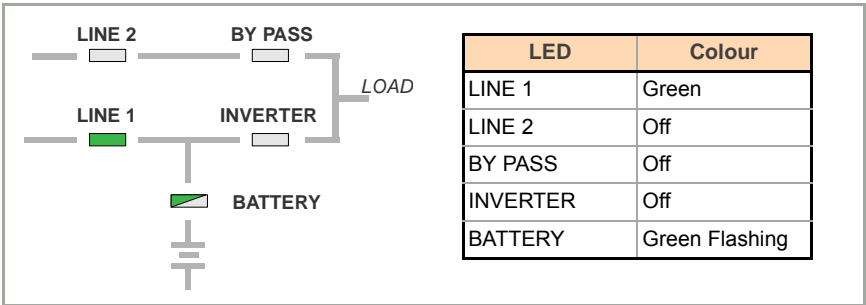 LINE 2 BY PASS
LOAD
LINE 1 INVERTER
BATTERY
LED Colour
LINE 1 Green
LINE 2 Off
BY PASS Off
INVERTER Off
BATTERY Green Flashing